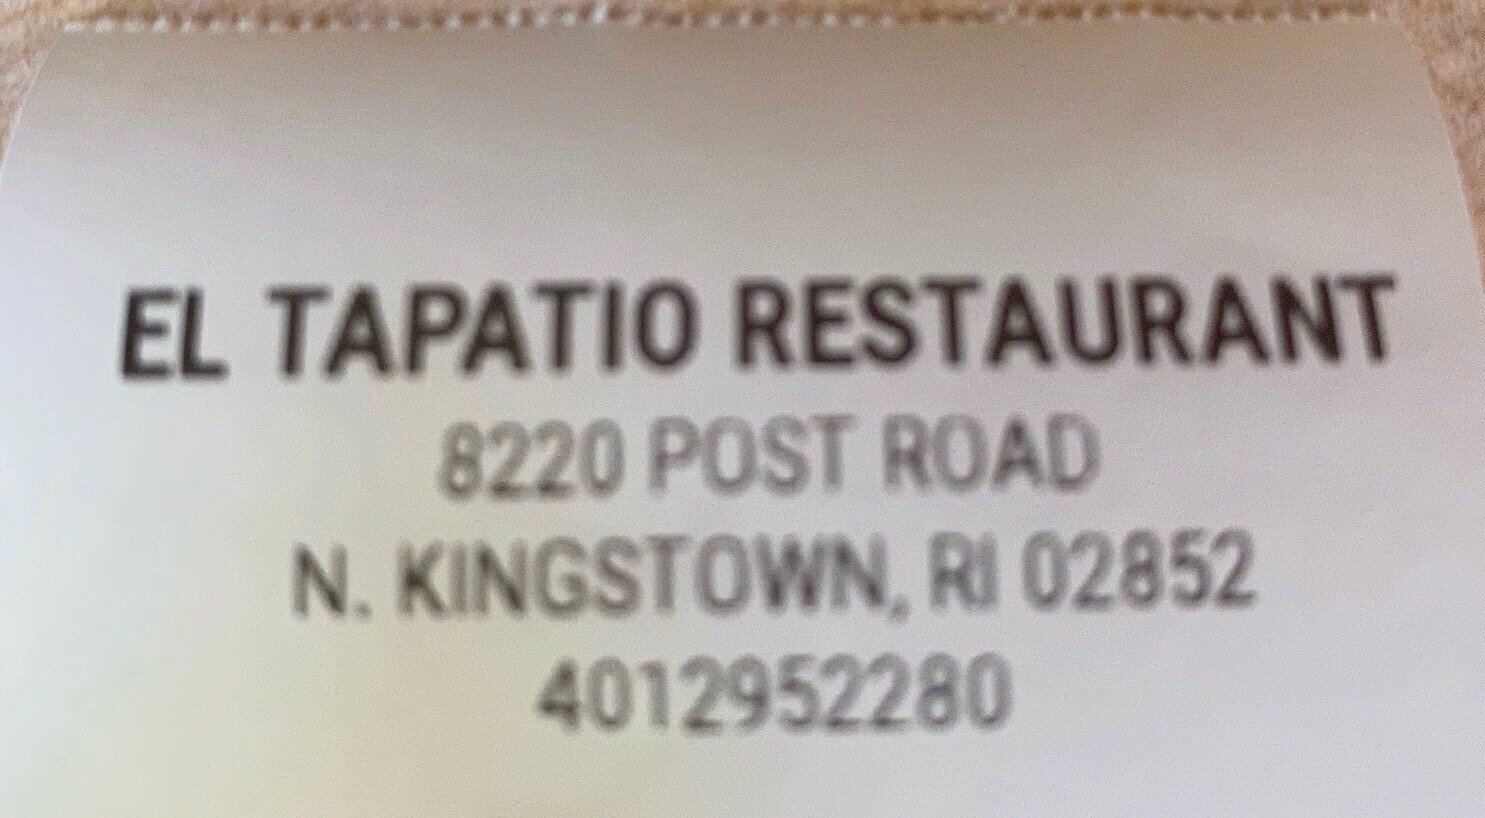 EL TAPATIO RESTAURANT
8220 POST ROAD
N. KINGSTOWN, RI 02852
4012952280